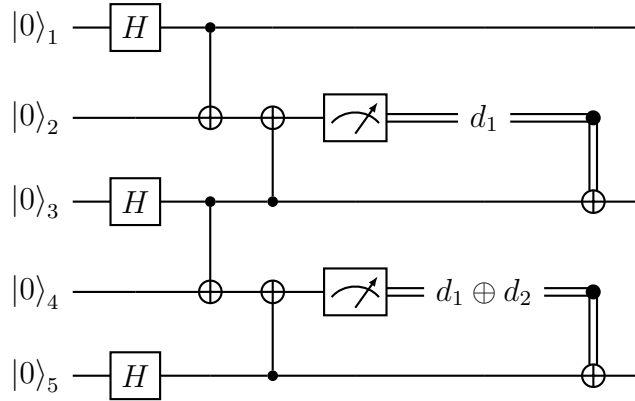 |0⟩₁ H
|0⟩₂ d₁
|0⟩₃ H
|0⟩₄ d₁ ⊕ d₂
|0⟩₅ H